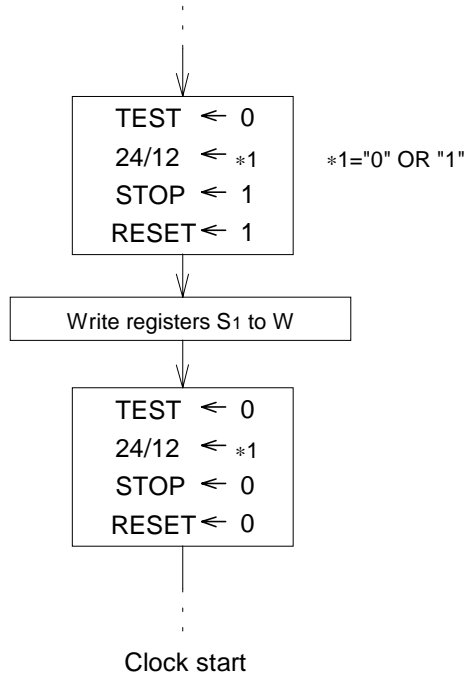 TEST ← 0
24/12 ← *1 *1="0" OR "1"
STOP ← 1
RESET ← 1
Write registers S1 to W
TEST ← 0
24/12 ← *1
STOP ← 0
RESET ← 0
Clock start